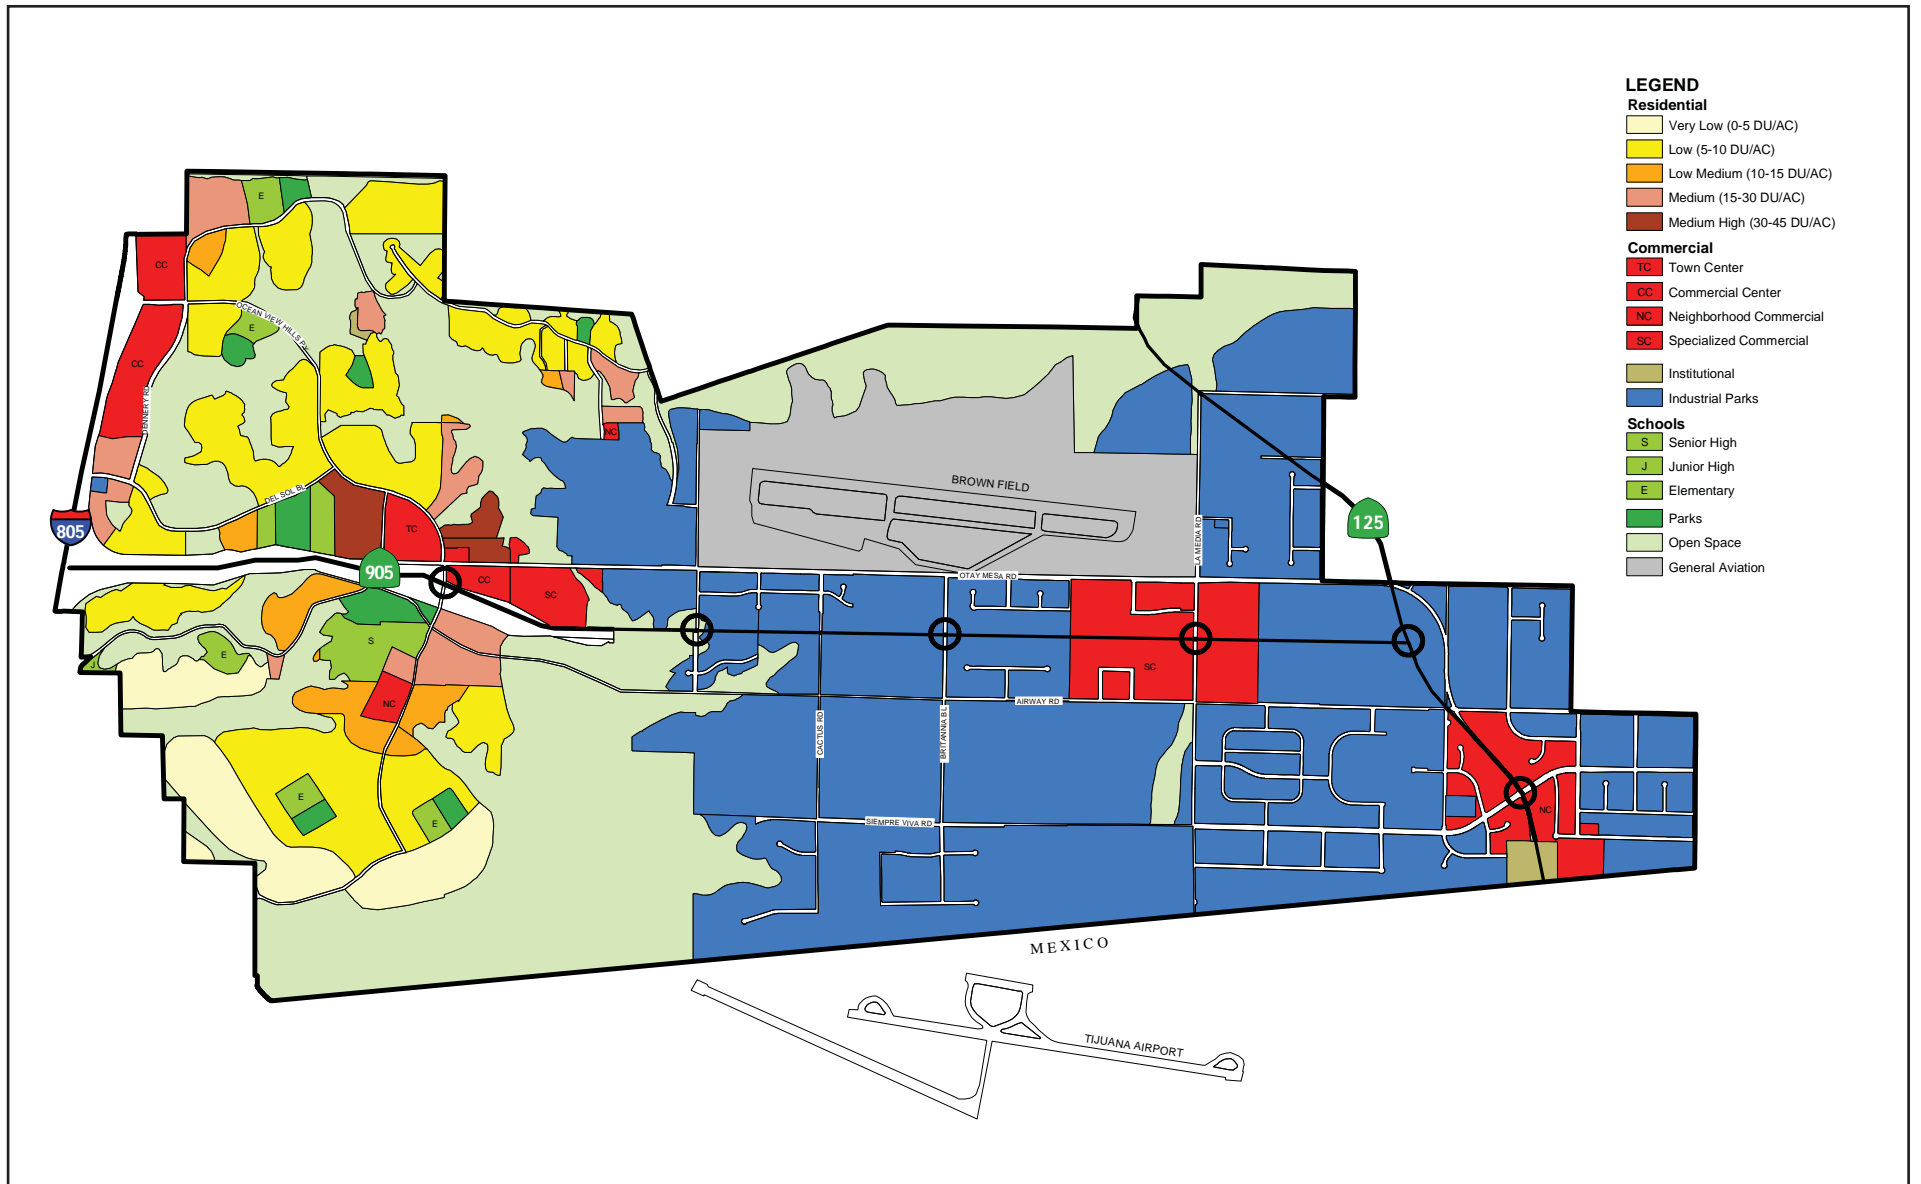 LEGEND
Residential
Very Low (0-5 DU/AC)
Low (5-10 DU/AC)
Low Medium (10-15 DU/AC)
Medium (15-30 DU/AC)
Medium High (30-45 DU/AC)
Commercial
TC Town Center
CC Commercial Center
NC Neighborhood Commercial
SC Specialized Commercial
Institutional
Industrial Parks
Schools
S Senior High
J Junior High
E Elementary
Parks
Open Space
General Aviation
E
CC
OCEAN VIEW HILLS PY
E
CC
DENNERY RD
NC
DEL SOL BL
BROWN FIELD
805
TC
125
LA MEDIA RD
905
CC
SC
OTAY MESA RD
S
E
J
SC
NC
AIRWAY RD
CACTUS RD
BRITANNIA BL
E
E
SIEMPRE VIVA RD
NC
MEXICO
TIJUANA AIRPORT